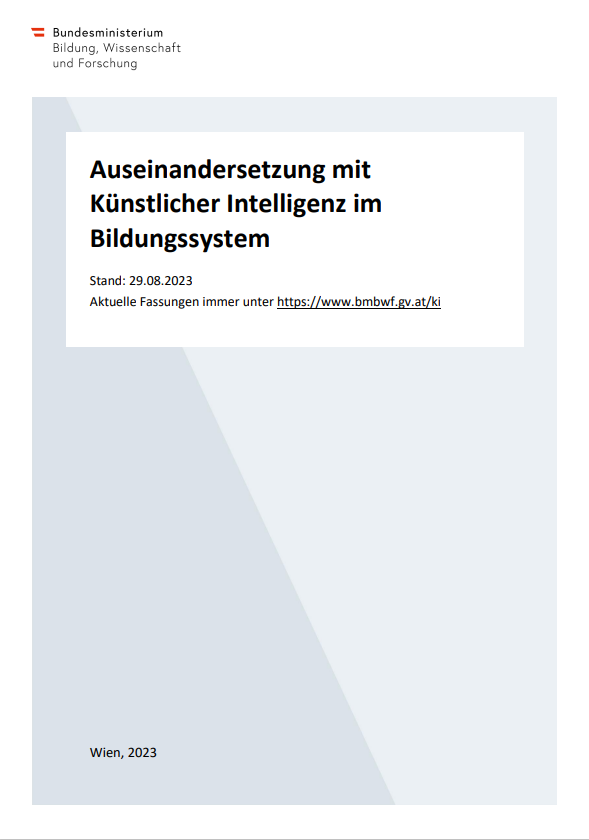 Bundesministerium
Bildung, Wissenschaft
und Forschung
Auseinandersetzung mit
Künstlicher Intelligenz im
Bildungssystem
Stand: 29.08.2023
Aktuelle Fassungen immer unter https://www.bmbwf.gv.at/ki
Wien, 2023